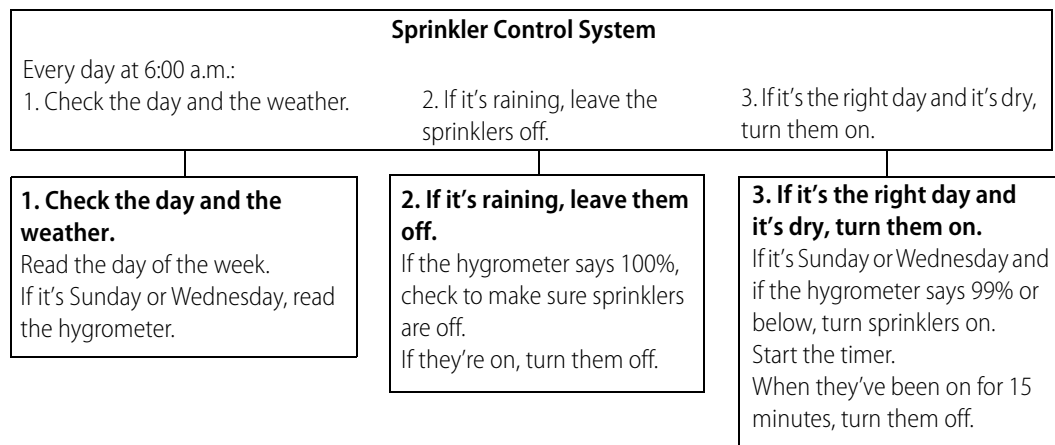 Sprinkler Control System
Every day at 6:00 a.m.:
1. Check the day and the weather.
2. If it's raining, leave the
sprinklers off.
3. If it's the right day and it's dry,
turn them on.
1. Check the day and the
weather.
Read the day of the week.
If it's Sunday or Wednesday, read
the hygrometer.
2. If it's raining, leave them
off.
If the hygrometer says 100%,
check to make sure sprinklers
are off.
If they're on, turn them off.
3. If it's the right day and
it's dry, turn them on.
If it's Sunday or Wednesday and
if the hygrometer says 99% or
below, turn sprinklers on.
Start the timer.
When they've been on for 15
minutes, turn them off.